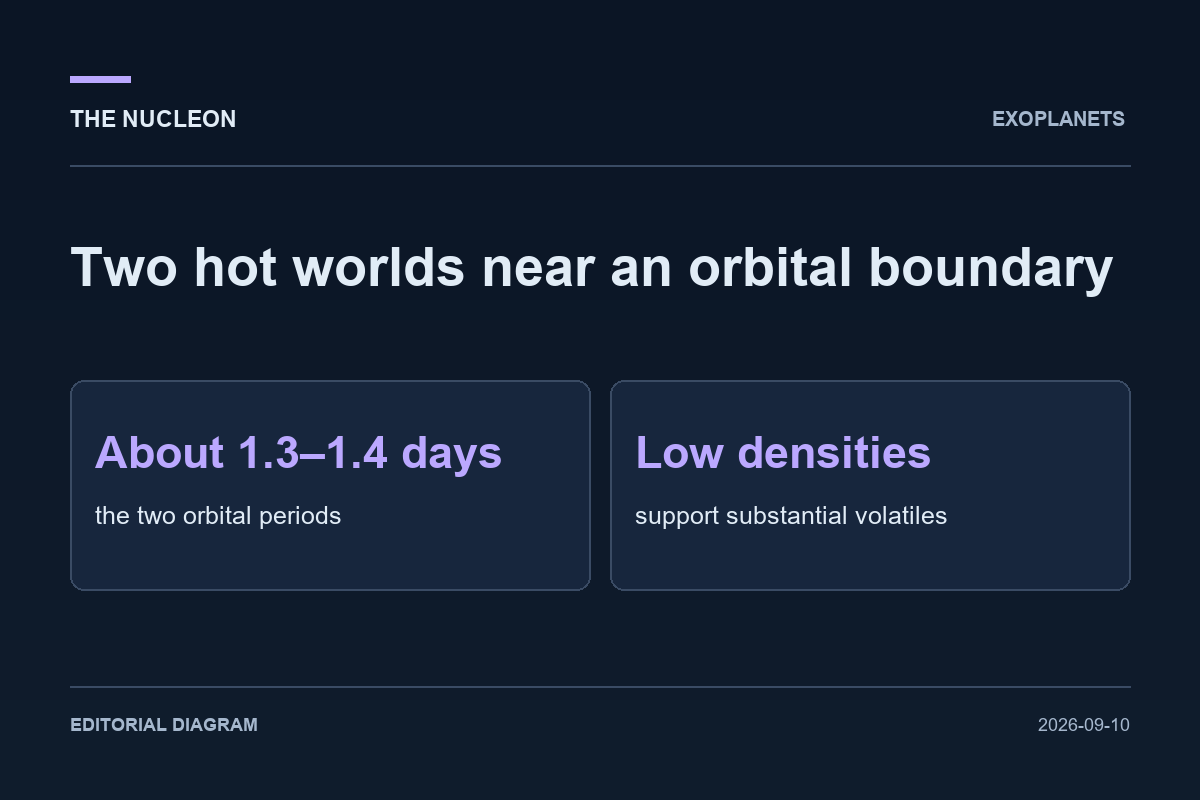 THE NUCLEON
EXOPLANETS
Two hot worlds near an orbital boundary
About 1.3–1.4 days
the two orbital periods
Low densities
support substantial volatiles
EDITORIAL DIAGRAM
2026-09-10